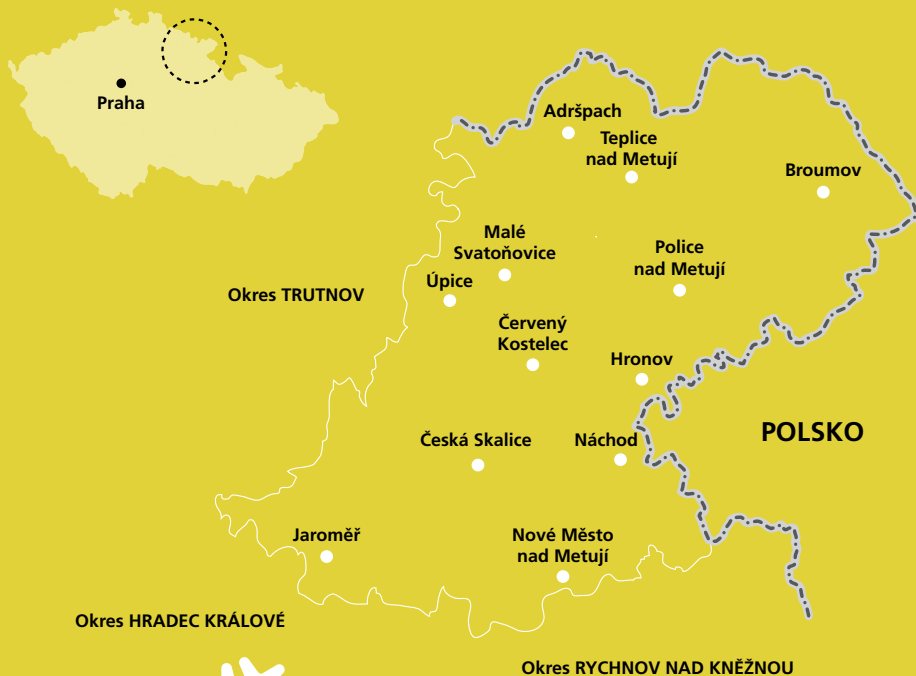 Praha
Adršpach
Teplice
nad Metují
Broumov
Malé
Svatoňovice
Police
nad Metují
Úpice
Okres TRUTNOV
Červený
Kostelec
Hronov
POLSKO
Česká Skalice
Náchod
Jaroměř
Nové Město
nad Metují
Okres HRADEC KRÁLOVÉ
Okres RYCHNOV NAD KNĚŽNOU